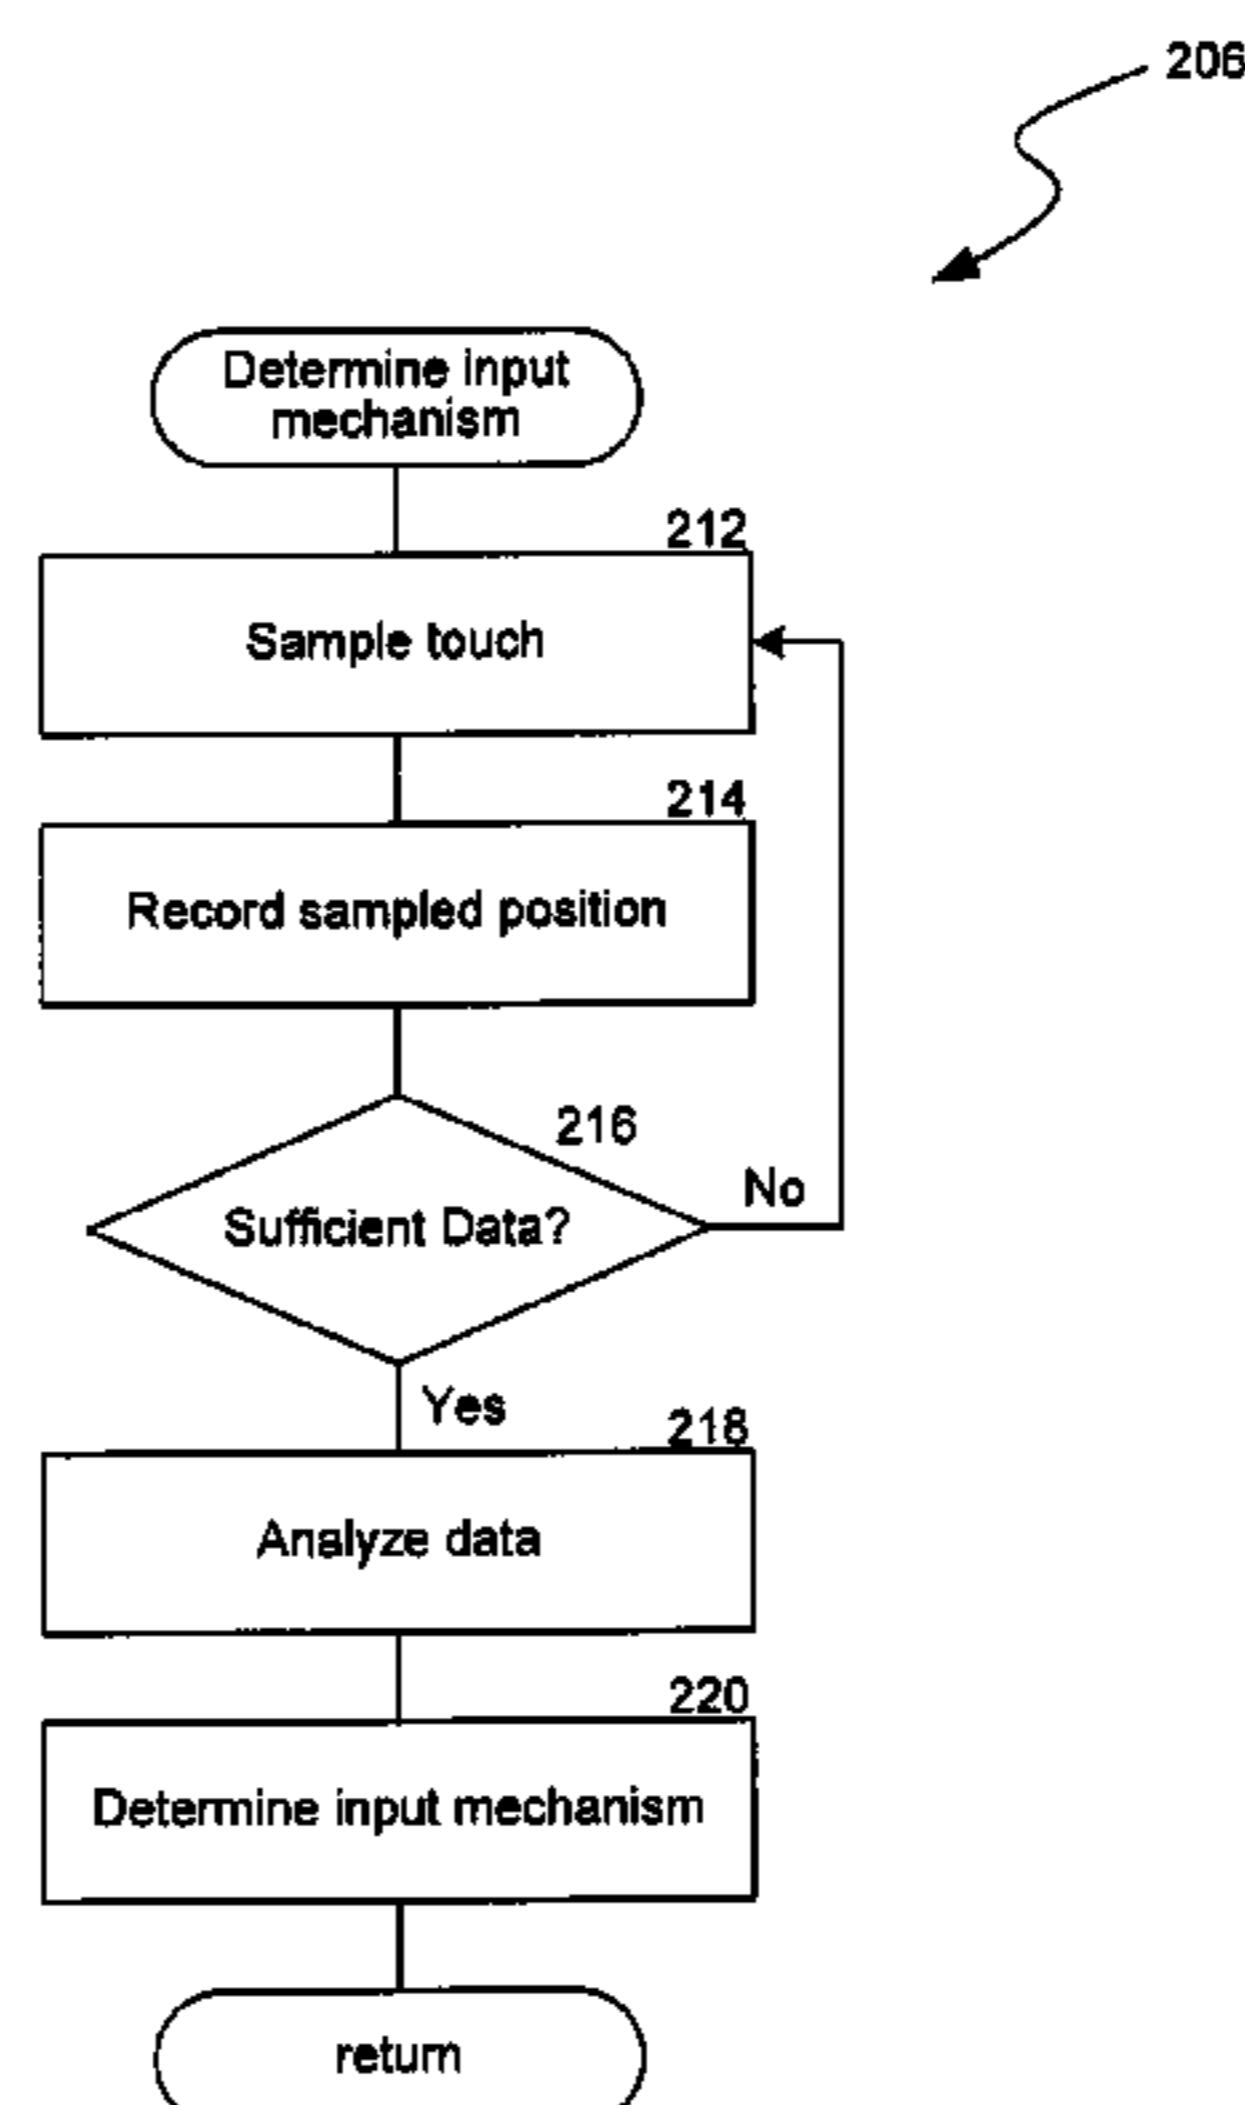 206
Determine input
mechanism
212
Sample touch
214
Record sampled position
216
Sufficient Data?
No
Yes
218
Analyze data
220
Determine input mechanism
return